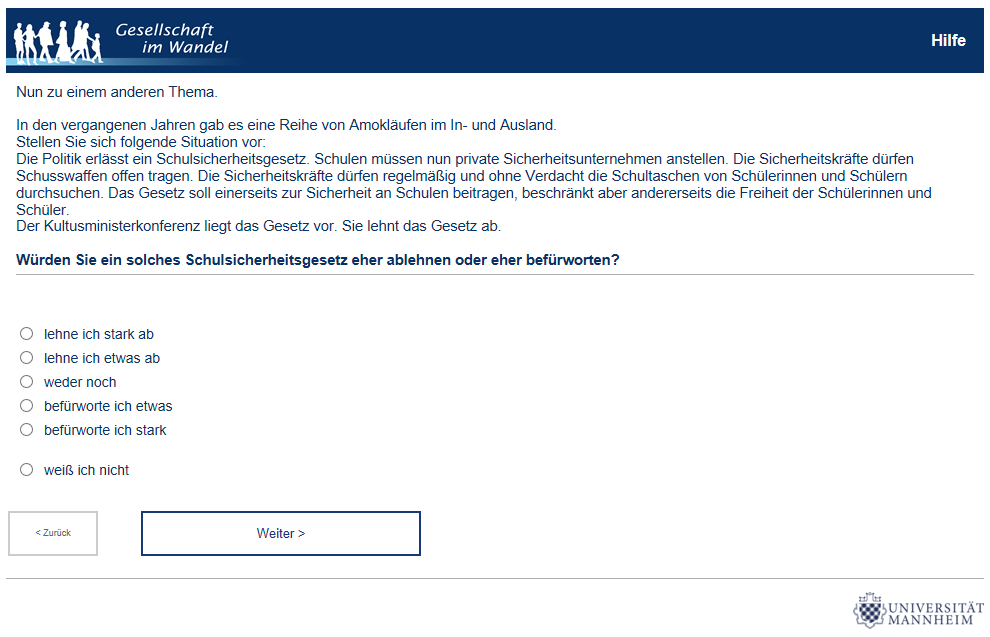 Gesellschaft
im Wandel
Hilfe
Nun zu einem anderen Thema.
In den vergangenen Jahren gab es eine Reihe von Amokläufen im In- und Ausland.
Stellen Sie sich folgende Situation vor:
Die Politik erlässt ein Schulsicherheitsgesetz. Schulen müssen nun private Sicherheitsunternehmen anstellen. Die Sicherheitskräfte dürfen
Schusswaffen offen tragen. Die Sicherheitskräfte dürfen regelmäßig und ohne Verdacht die Schultaschen von Schülerinnen und Schülern
durchsuchen. Das Gesetz soll einerseits zur Sicherheit an Schulen beitragen, beschränkt aber andererseits die Freiheit der Schülerinnen und
Schüler.
Der Kultusministerkonferenz liegt das Gesetz vor. Sie lehnt das Gesetz ab.
Würden Sie ein solches Schulsicherheitsgesetz eher ablehnen oder eher befürworten?
lehne ich stark ab
lehne ich etwas ab
weder noch
befürworte ich etwas
befürworte ich stark
weiß ich nicht
< Zurück
Weiter >
UNIVERSITÄT
MANNHEIM